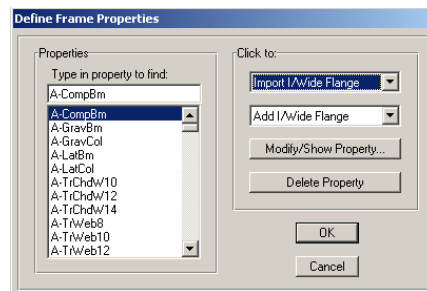 Define Frame Properties
Properties
Type in property to find:
A-CompBm
A-CompBm
A-GravBm
A-GravCol
A-LatBm
A-LatCol
A-TrChdW10
A-TrChdW12
A-TrChdW14
A-TrWeb8
A-TrWeb10
A-TrWeb12
Click to:
Import I/Wide Flange
Add I/Wide Flange
Modify/Show Property...
Delete Property
OK
Cancel